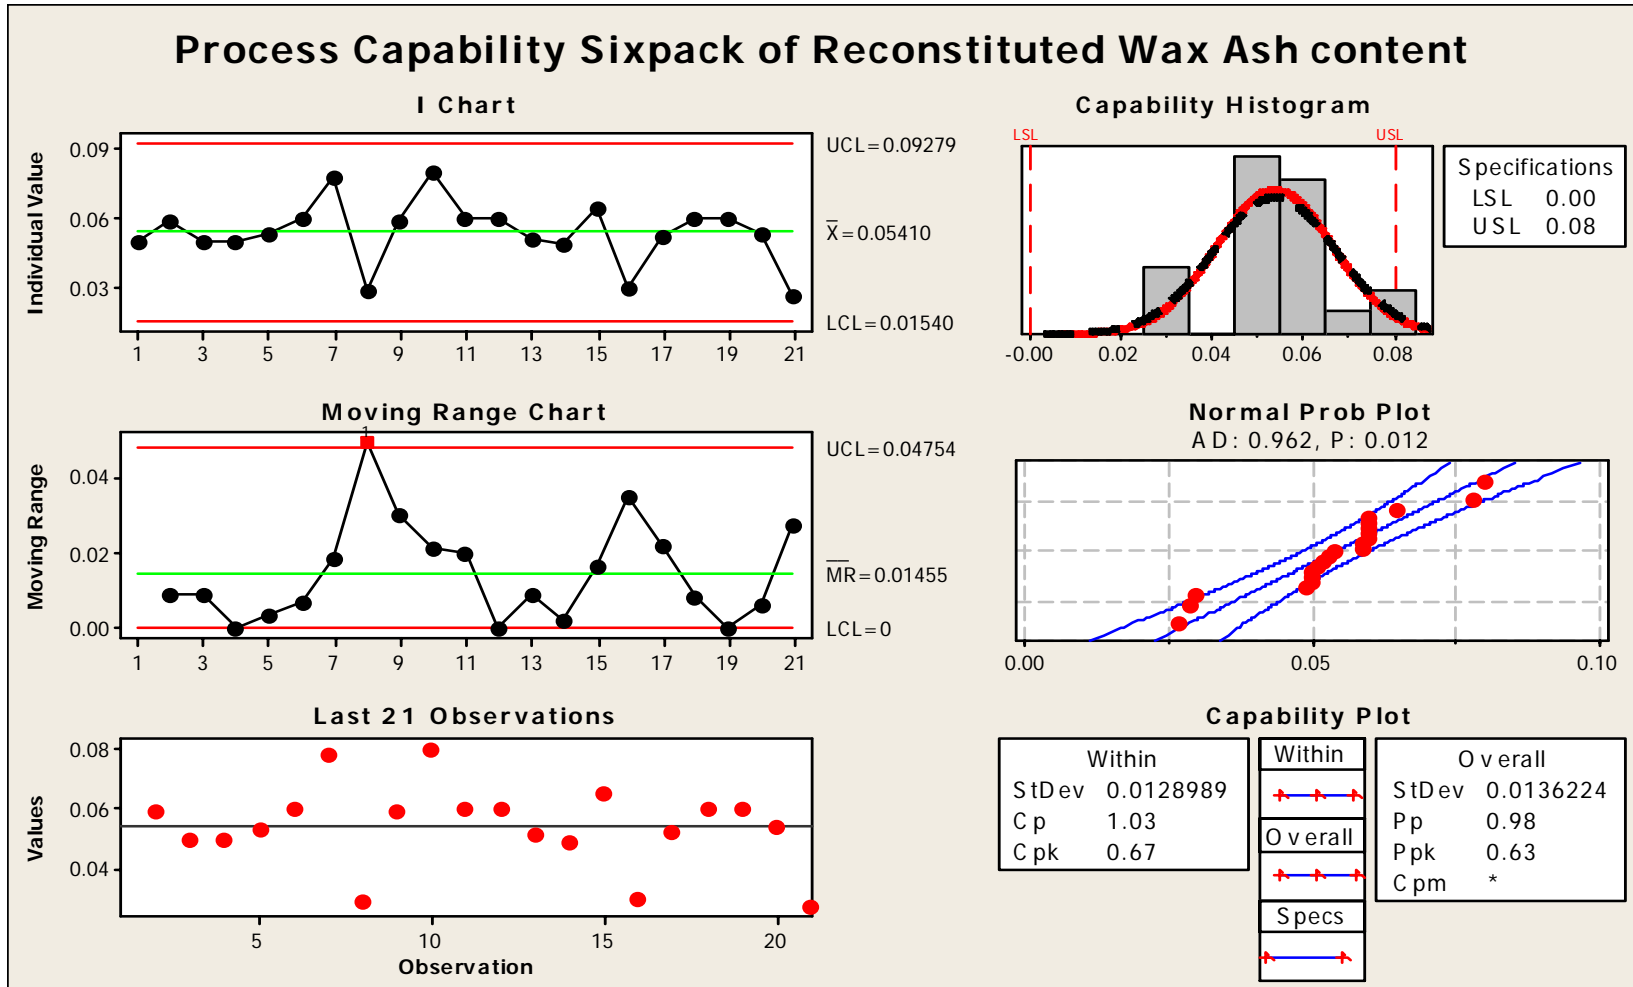 Process Capability Sixpack of Reconstituted Wax Ash content
I Chart
Individual Value
0.09
0.06
0.03
1 3 5 7 9 11 13 15 17 19 21
UCL=0.09279
X=0.05410
LCL=0.01540
Capability Histogram
LSL USL
-0.00 0.02 0.04 0.06 0.08
Specifications
LSL 0.00
USL 0.08
Moving Range Chart
Moving Range
0.04
0.02
0.00
1
1 3 5 7 9 11 13 15 17 19 21
UCL=0.04754
MR=0.01455
LCL=0
Normal Prob Plot
AD: 0.962, P: 0.012
0.00 0.05 0.10
Last 21 Observations
Values
0.08
0.06
0.04
5 10 15 20
Observation
Capability Plot
Within
StDev 0.0128989
Cp 1.03
Cpk 0.67
Within
Overall
Specs
Overall
StDev 0.0136224
Pp 0.98
Ppk 0.63
Cpm *